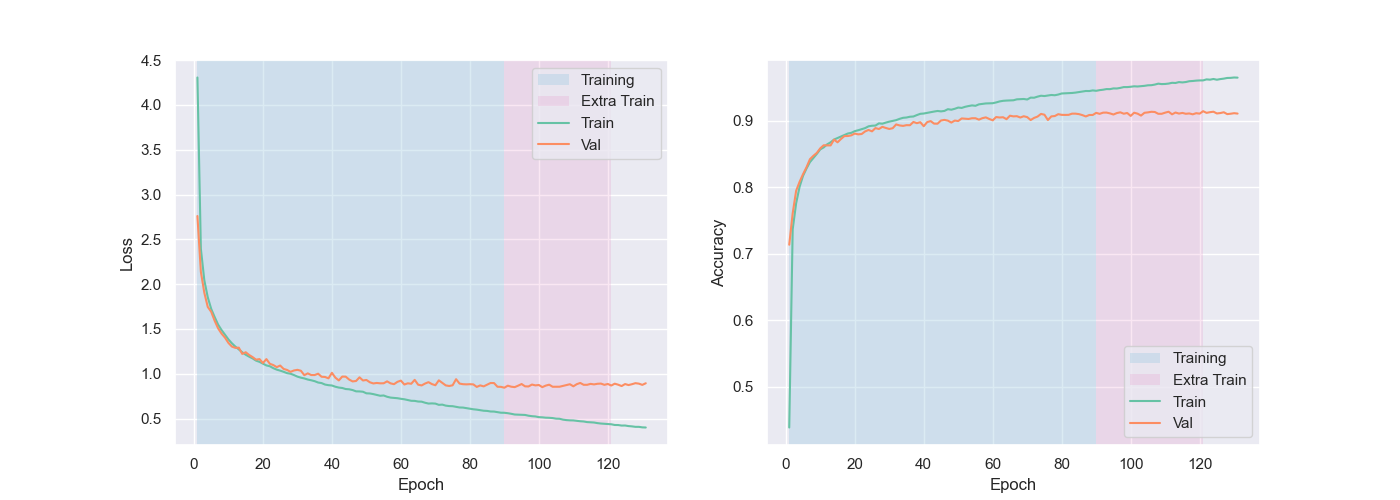 4.5
4.0
3.5
3.0
2.5
2.0
1.5
1.0
0.5
Loss
0 20 40 60 80 100 120
Epoch
Training
Extra Train
Train
Val
0.9
0.8
0.7
0.6
0.5
Accuracy
0 20 40 60 80 100 120
Epoch
Training
Extra Train
Train
Val